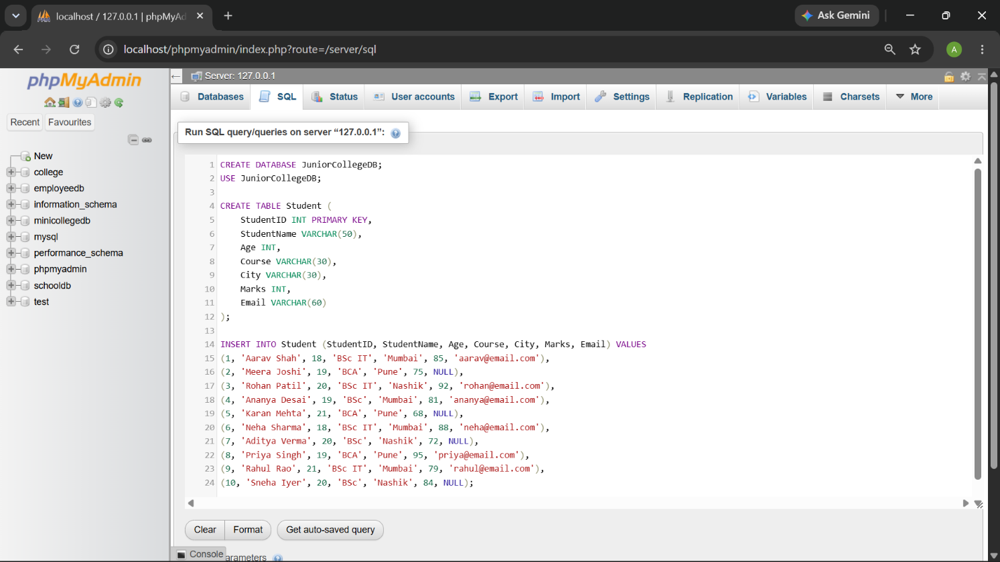 localhost / 127.0.0.1 | phpMyAd
Ask Gemini
localhost/phpmyadmin/index.php?route=/server/sql
A
phpMyAdmin
Recent
Favourites
New
college
employeedb
information_schema
minicollegedb
mysql
performance_schema
phpmyadmin
schooldb
test
Server: 127.0.0.1
Databases
SQL
Status
User accounts
Export
Import
Settings
Replication
Variables
Charsets
More
Run SQL query/queries on server “127.0.0.1”:
1 CREATE DATABASE JuniorCollegeDB;
2 USE JuniorCollegeDB;
3
4 CREATE TABLE Student (
5 StudentID INT PRIMARY KEY,
6 StudentName VARCHAR(50),
7 Age INT,
8 Course VARCHAR(30),
9 City VARCHAR(30),
10 Marks INT,
11 Email VARCHAR(60)
12 );
13
14 INSERT INTO Student (StudentID, StudentName, Age, Course, City, Marks, Email) VALUES
15 (1, 'Aarav Shah', 18, 'BSc IT', 'Mumbai', 85, 'aarav@email.com'),
16 (2, 'Meera Joshi', 19, 'BCA', 'Pune', 75, NULL),
17 (3, 'Rohan Patil', 20, 'BSc IT', 'Nashik', 92, 'rohan@email.com'),
18 (4, 'Ananya Desai', 19, 'BSc', 'Mumbai', 81, 'ananya@email.com'),
19 (5, 'Karan Mehta', 21, 'BCA', 'Pune', 68, NULL),
20 (6, 'Neha Sharma', 18, 'BSc IT', 'Mumbai', 88, 'neha@email.com'),
21 (7, 'Aditya Verma', 20, 'BSc', 'Nashik', 72, NULL),
22 (8, 'Priya Singh', 19, 'BCA', 'Pune', 95, 'priya@email.com'),
23 (9, 'Rahul Rao', 21, 'BSc IT', 'Mumbai', 79, 'rahul@email.com'),
24 (10, 'Sneha Iyer', 20, 'BSc', 'Nashik', 84, NULL);
Clear
Format
Get auto-saved query
Console
arameters